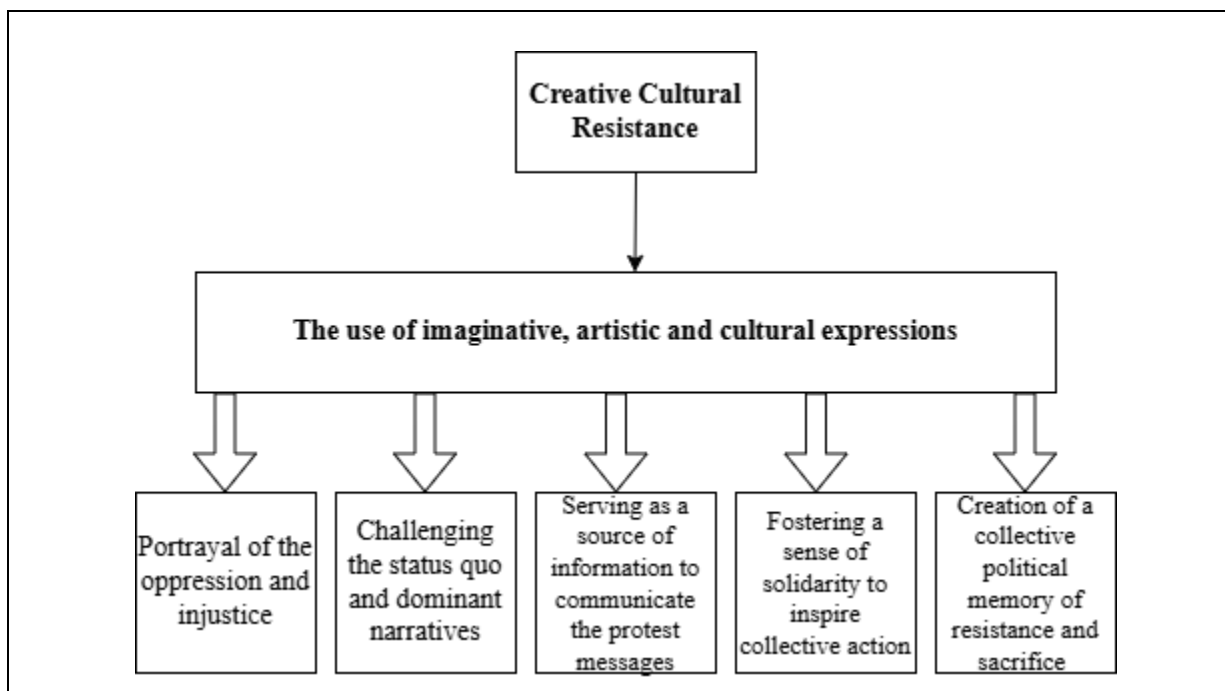 Creative Cultural
Resistance
The use of imaginative, artistic and cultural expressions
Portrayal of the
oppression and
injustice
Challenging
the status quo
and dominant
narratives
Serving as a
source of
information to
communicate
the protest
messages
Fostering a
sense of
solidarity to
inspire
collective action
Creation of a
collective
political
memory of
resistance and
sacrifice